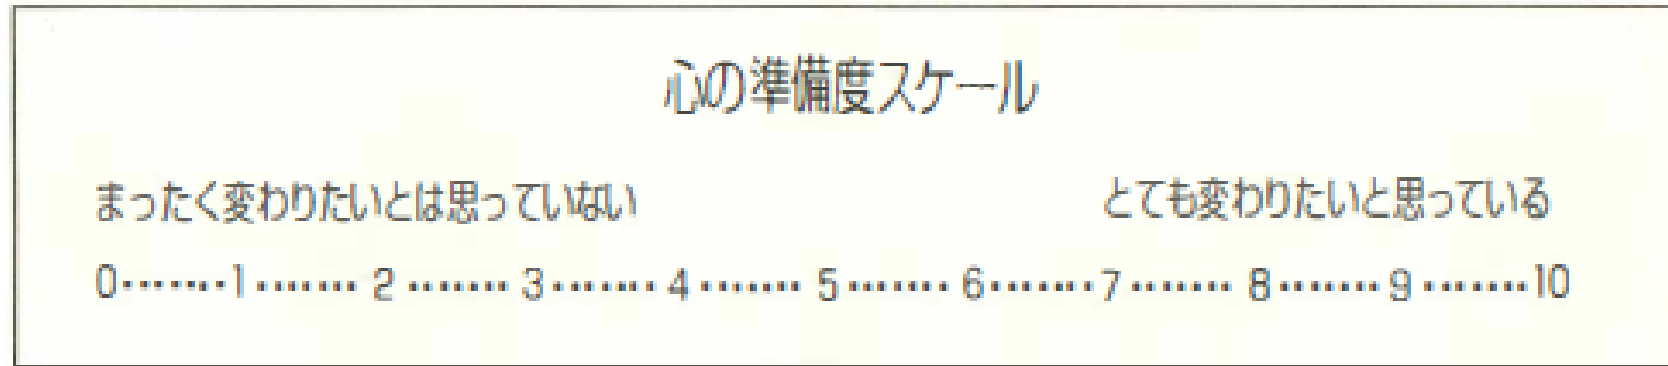 心の準備度スケール
まったく変わりたいとは思っていない とても変わりたいと思っている
0・・・・・・・1・・・・・・・2・・・・・・・3・・・・・・・4・・・・・・・5・・・・・・・6・・・・・・・7・・・・・・・8・・・・・・・9・・・・・・・10